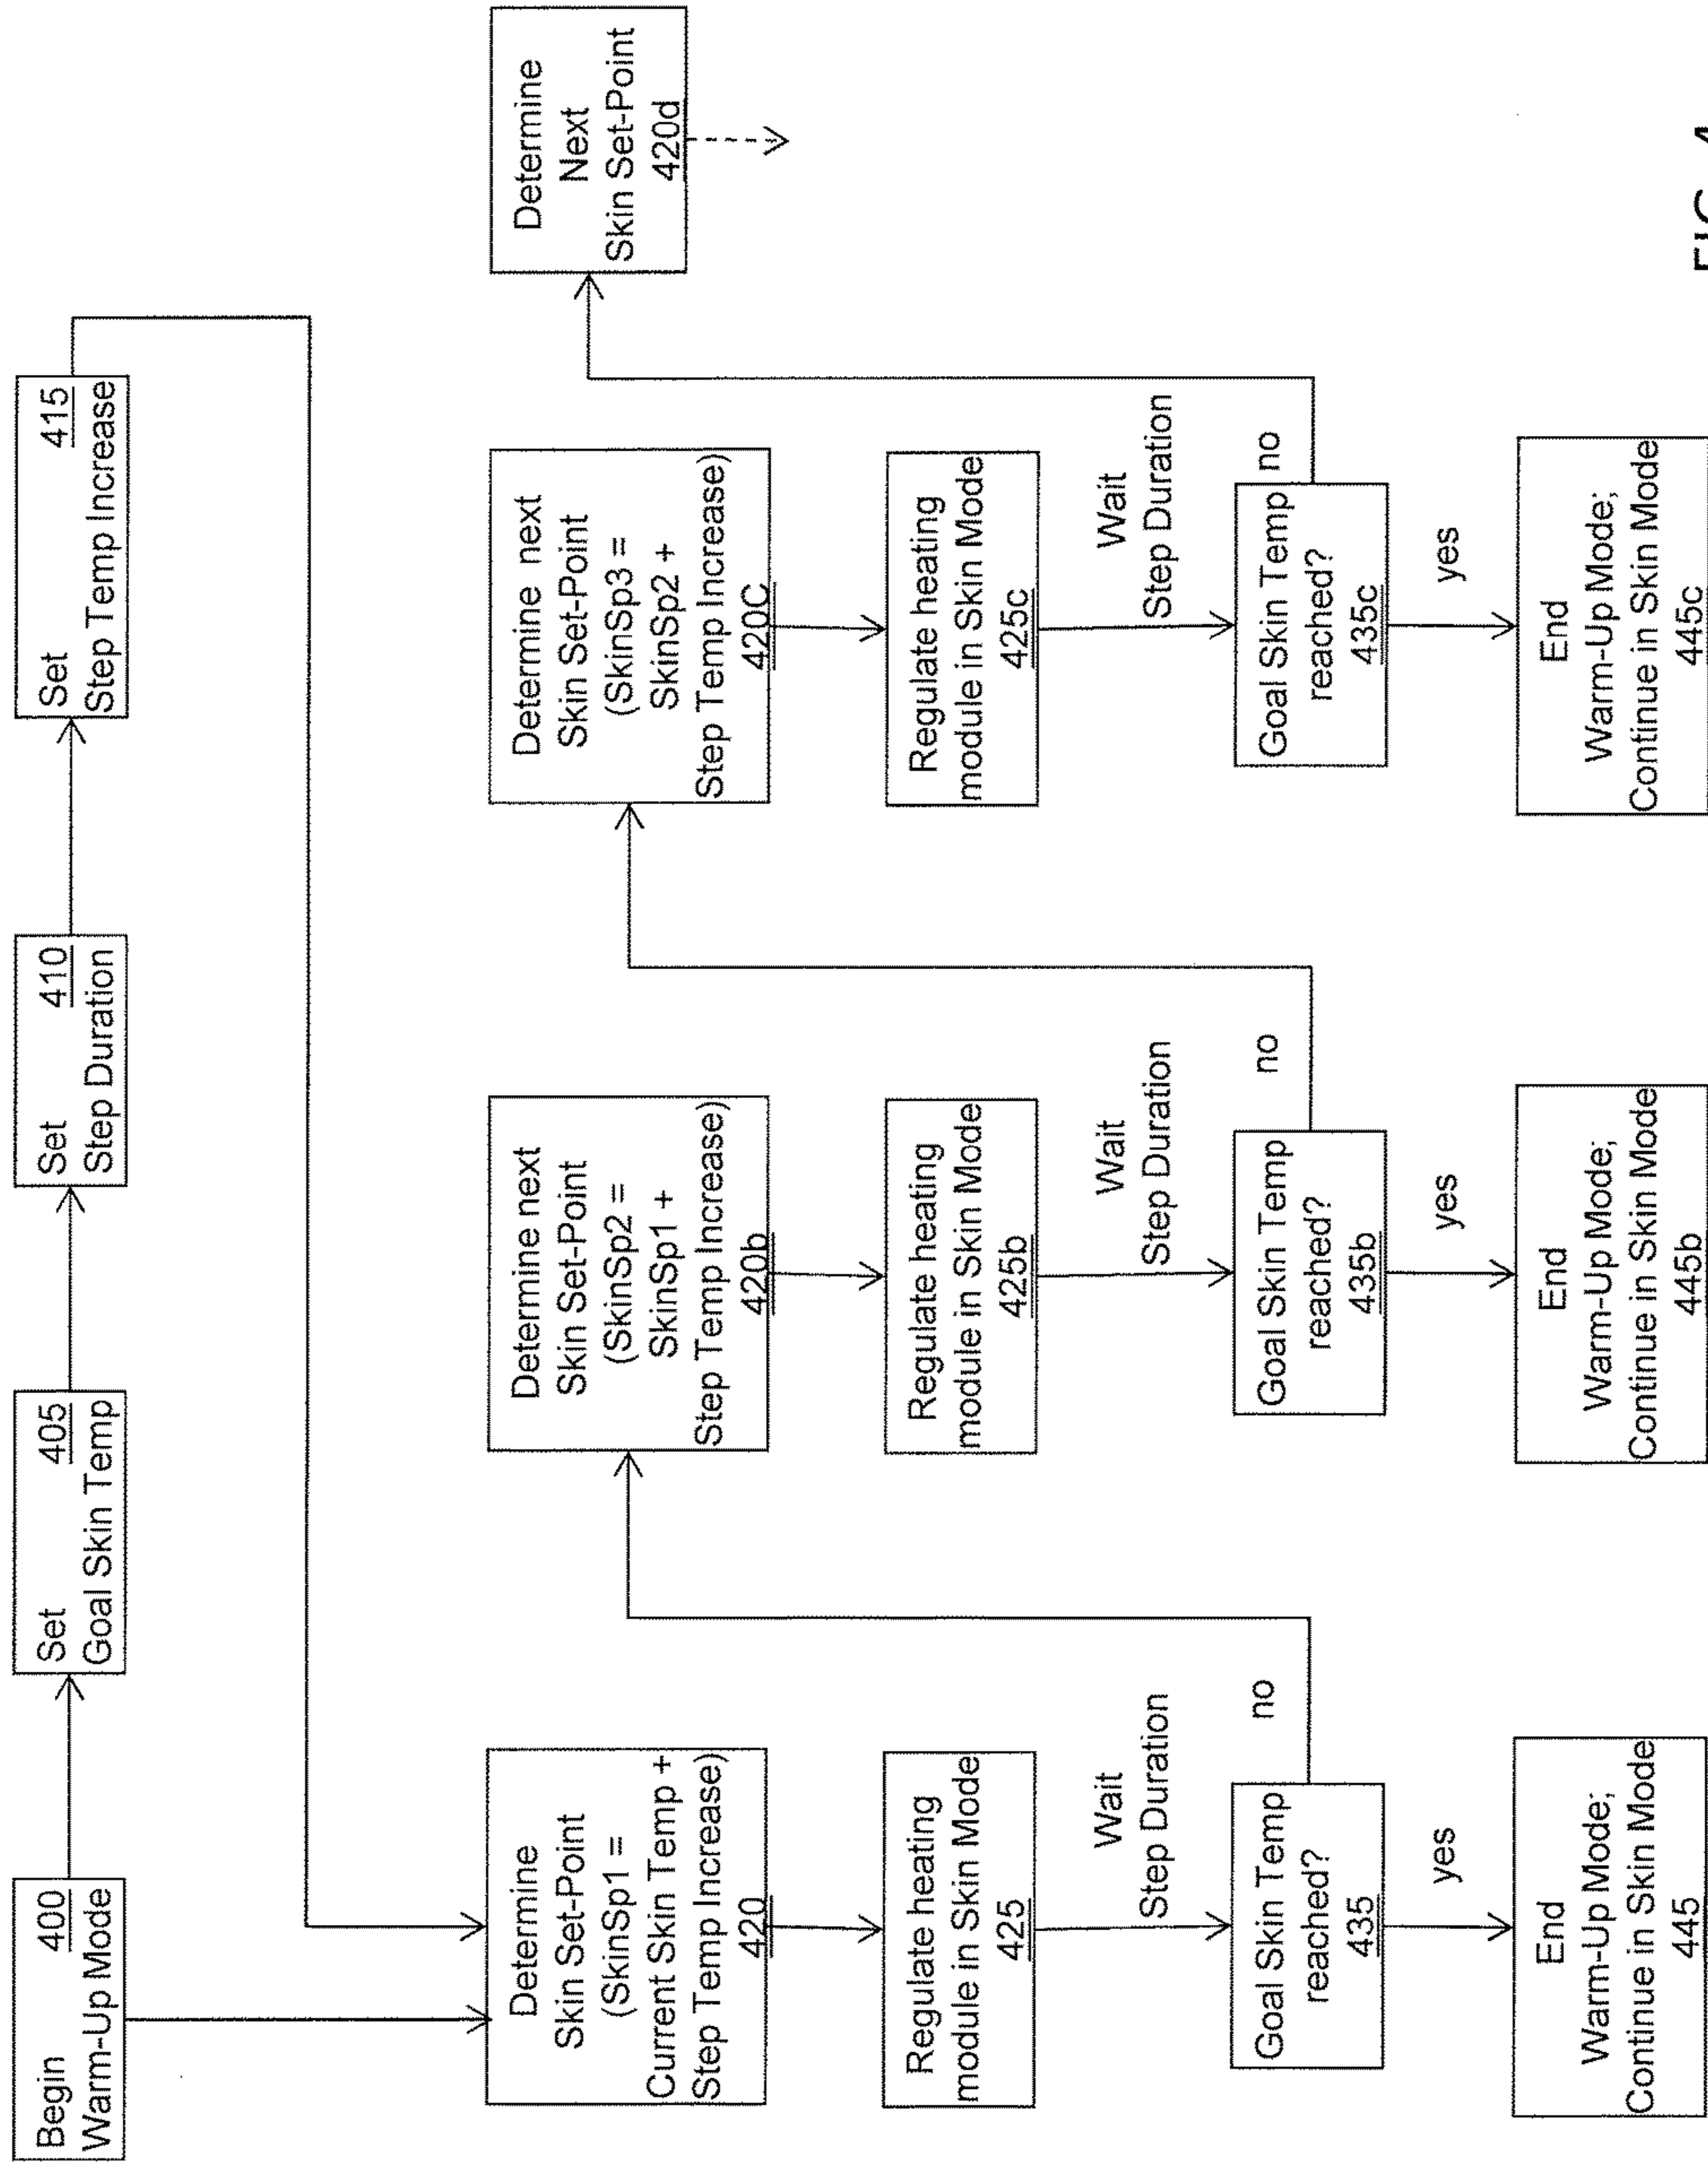 Begin 400
Warm-Up Mode
Set 405
Goal Skin Temp
Set 410
Step Duration
Set 415
Step Temp Increase
Determine
Skin Set-Point
(SkinSp1 =
Current Skin Temp +
Step Temp Increase)
420
Regulate heating
module in Skin Mode
425
Wait
Step Duration
Goal Skin Temp
reached?
435
no
yes
End
Warm-Up Mode;
Continue in Skin Mode
445
Determine next
Skin Set-Point
(SkinSp2 =
SkinSp1 +
Step Temp Increase)
420b
Regulate heating
module in Skin Mode
425b
Wait
Step Duration
Goal Skin Temp
reached?
435b
no
yes
End
Warm-Up Mode;
Continue in Skin Mode
445b
Determine next
Skin Set-Point
(SkinSp3 =
SkinSp2 +
Step Temp Increase)
420C
Regulate heating
module in Skin Mode
425c
Wait
Step Duration
Goal Skin Temp
reached?
435c
no
yes
End
Warm-Up Mode;
Continue in Skin Mode
445c
Determine
Next
Skin Set-Point
420d